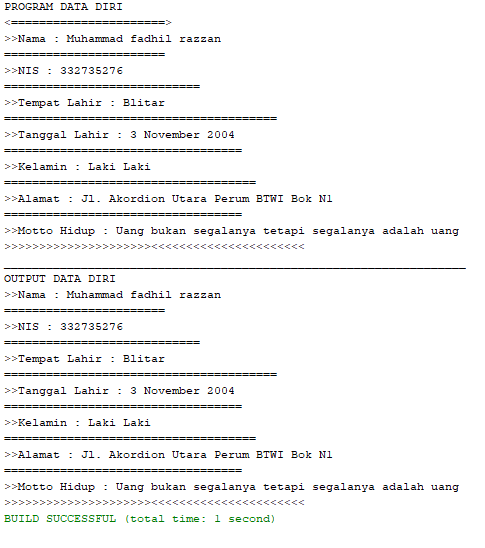 PROGRAM DATA DIRI
<======================>
>>Nama : Muhammad fadhil razzan
=======================
>>NIS : 332735276
============================
>>Tempat Lahir : Blitar
=======================================
>>Tanggal Lahir : 3 November 2004
==================================
>>Kelamin : Laki Laki
====================================
>>Alamat : Jl. Akordion Utara Perum BTWI Bok N1
==================================
>>Motto Hidup : Uang bukan segalanya tetapi segalanya adalah uang
>>>>>>>>>>>>>>>>>>>>><<<<<<<<<<<<<<<<<<<<<<
__________________________________________________________________
OUTPUT DATA DIRI
>>Nama : Muhammad fadhil razzan
=======================
>>NIS : 332735276
============================
>>Tempat Lahir : Blitar
=======================================
>>Tanggal Lahir : 3 November 2004
==================================
>>Kelamin : Laki Laki
====================================
>>Alamat : Jl. Akordion Utara Perum BTWI Bok N1
==================================
>>Motto Hidup : Uang bukan segalanya tetapi segalanya adalah uang
>>>>>>>>>>>>>>>>>>>>><<<<<<<<<<<<<<<<<<<<<<
BUILD SUCCESSFUL (total time: 1 second)